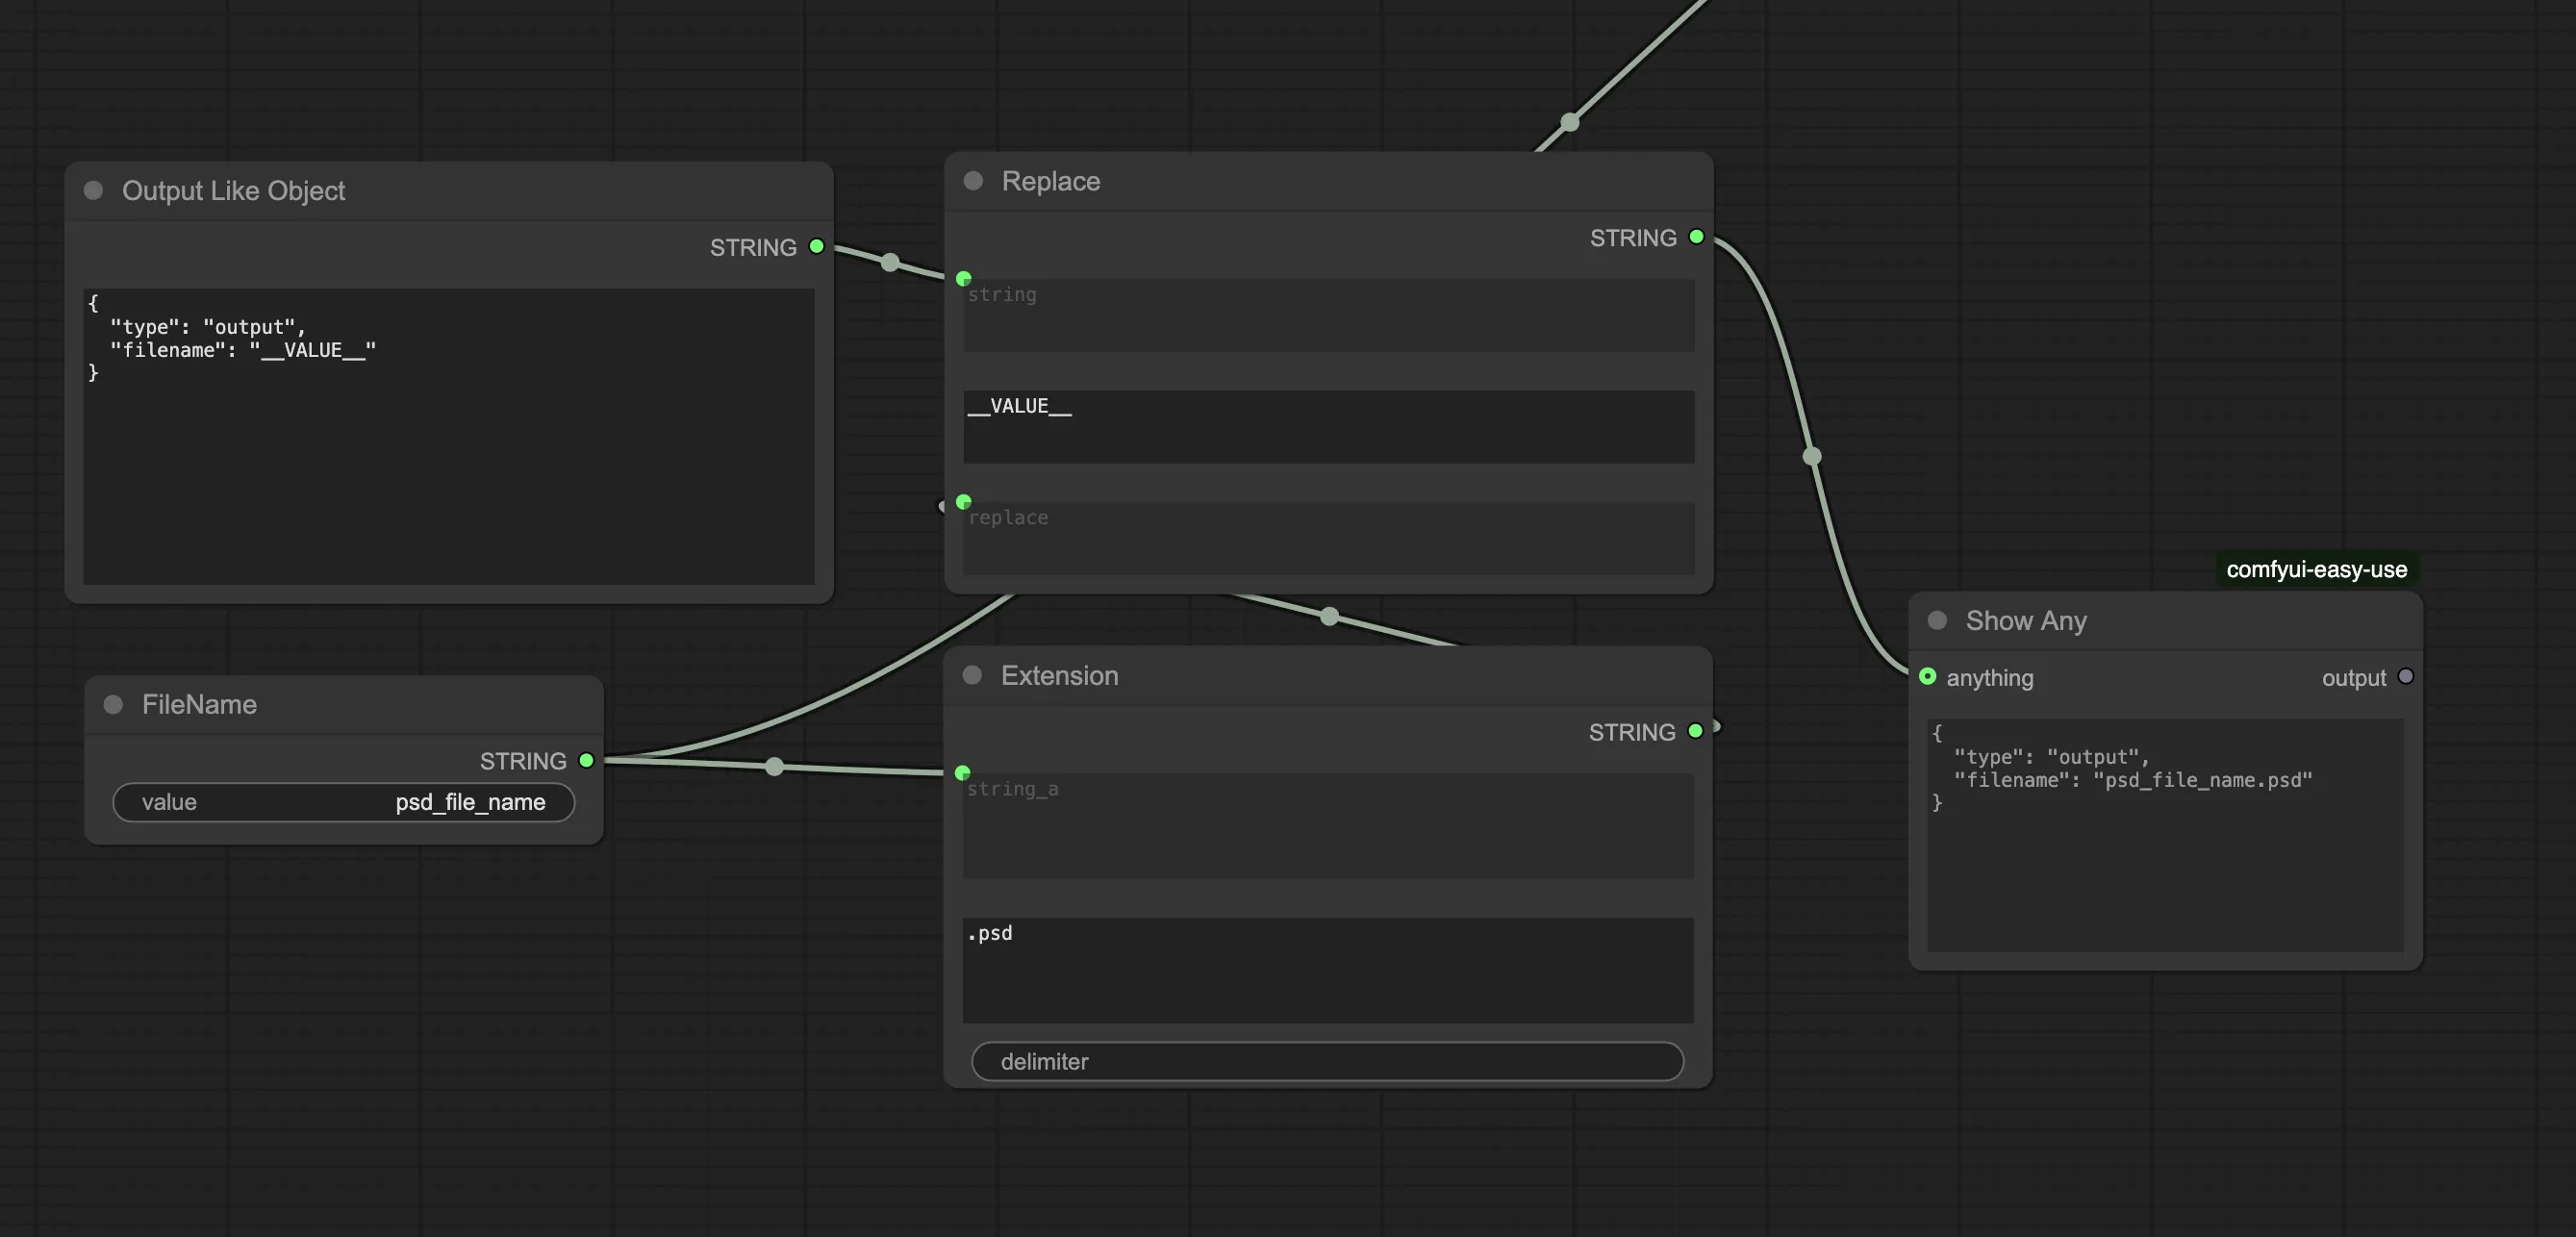 Output Like Object
STRING
{
  "type": "output",
  "filename": "__VALUE__"
}
Replace
STRING
string
__VALUE__
replace
FileName
STRING
value psd_file_name
Extension
STRING
string_a
.psd
delimiter
comfyui-easy-use
Show Any
anything output
{
  "type": "output",
  "filename": "psd_file_name.psd"
}